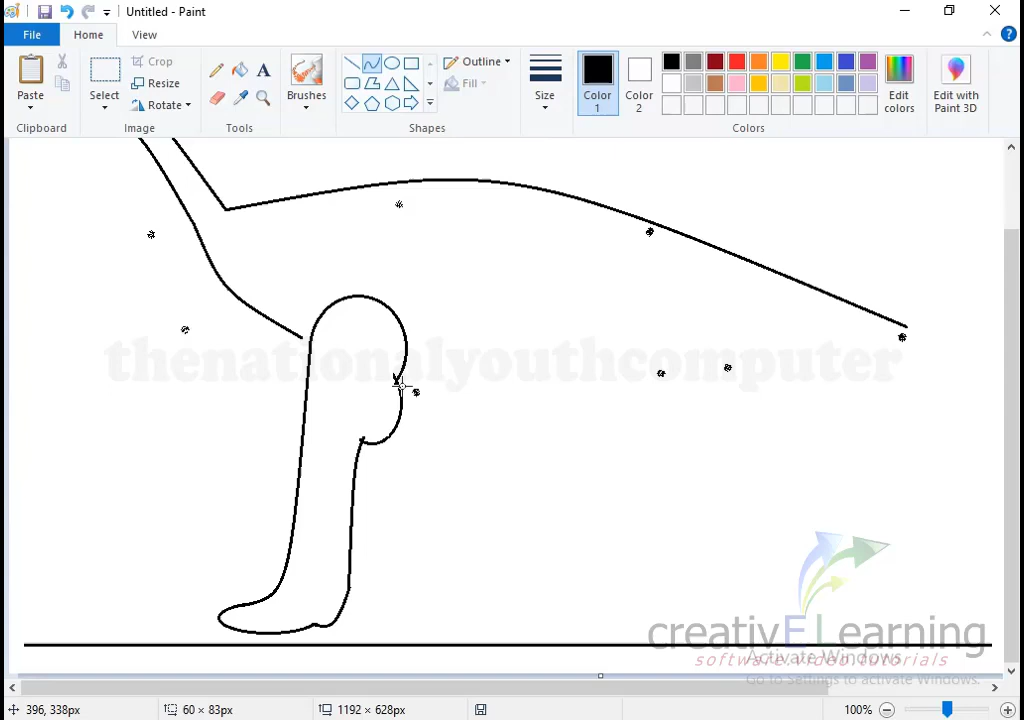 Untitled - Paint
File Home View
Paste
Clipboard
Select
Crop
Resize
Rotate
Image
A
Tools
Brushes
Outline
Fill
Shapes
Size
Color 1
Color 2
Edit colors
Colors
Edit with Paint 3D
thenationalyouthcomputer
creativELearning
software.video.tutorials
Activate Windows
Go to Settings to activate Windows.
396, 338px
60 × 83px
1192 × 628px
100%